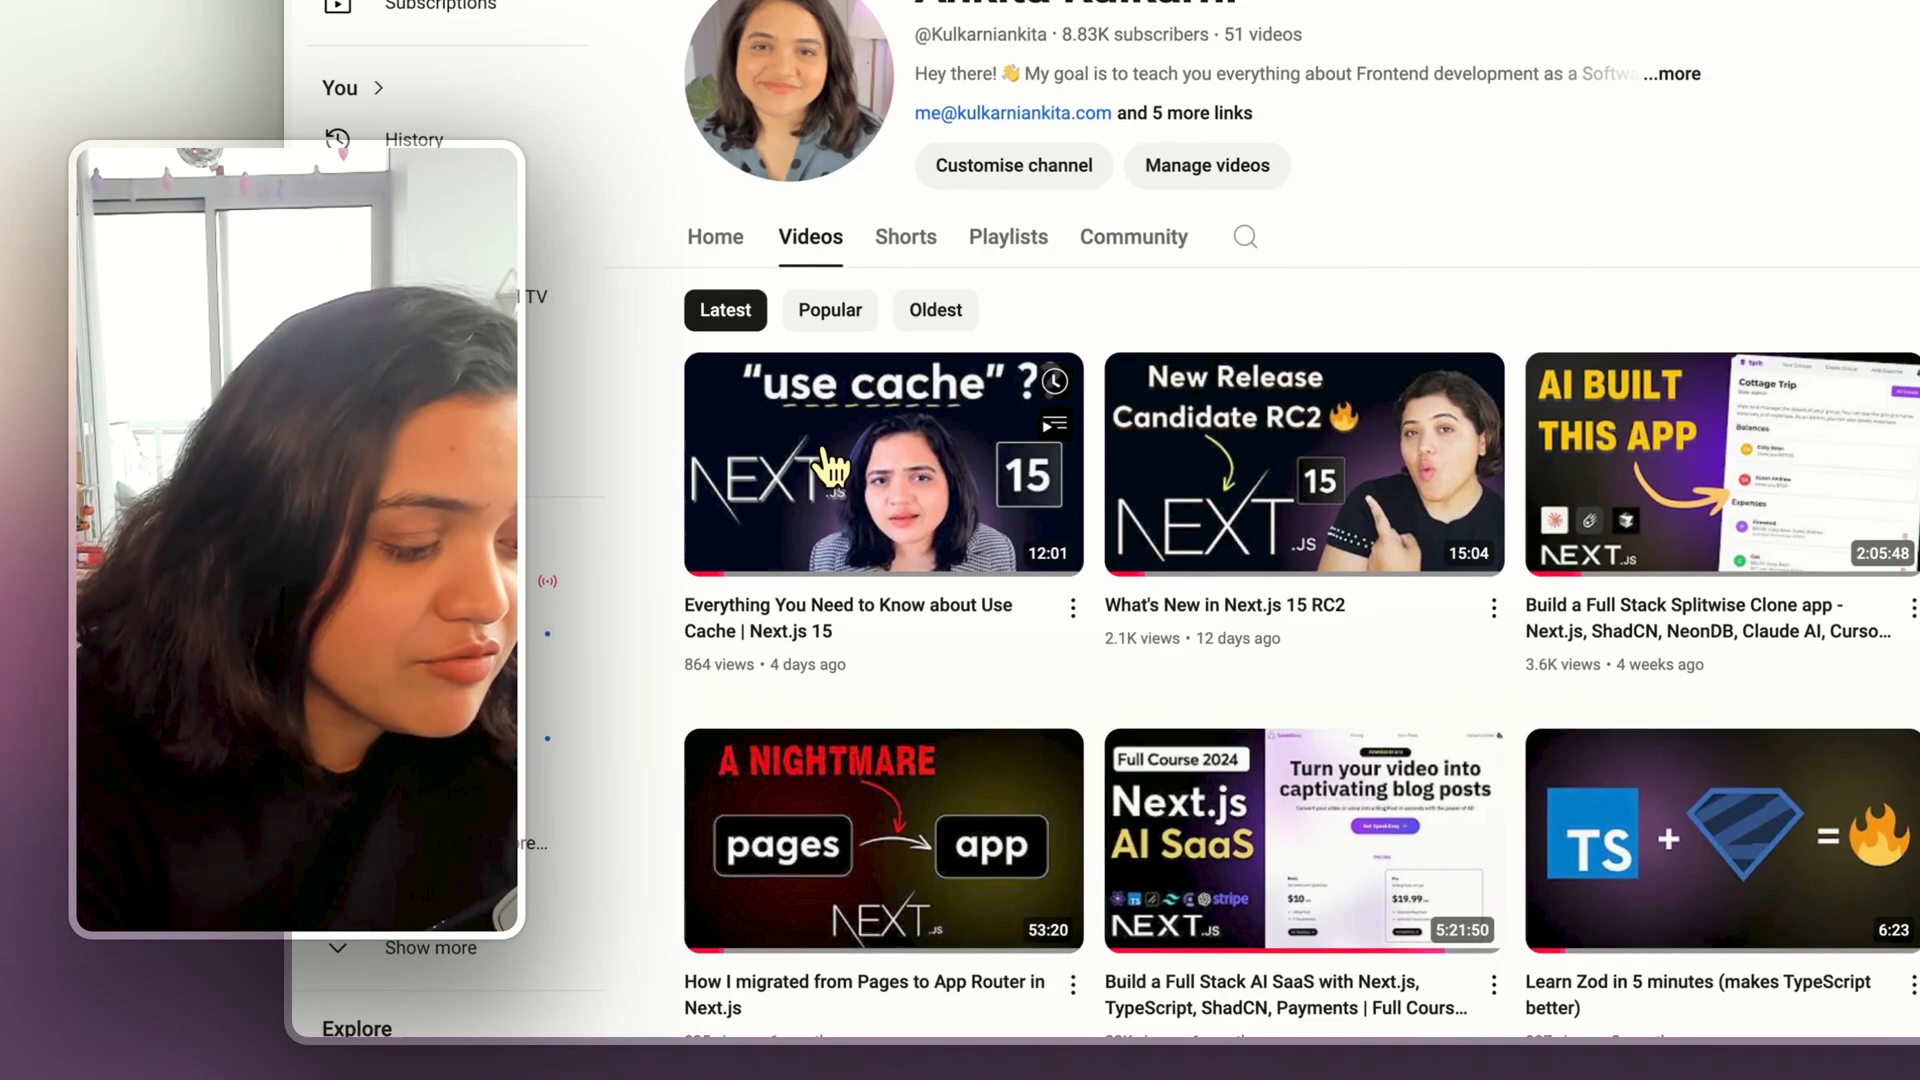 Subscriptions
You
History
TV
re...
Show more
Explore
@Kulkarniankita · 8.83K subscribers · 51 videos
Hey there! 👋 My goal is to teach you everything about Frontend development as a Softwa ...more
me@kulkarniankita.com and 5 more links
Customise channel
Manage videos
Home
Videos
Shorts
Playlists
Community
Latest
Popular
Oldest
"use cache" ?
NEXT.JS
15
12:01
Everything You Need to Know about Use
Cache | Next.js 15
864 views • 4 days ago
New Release
Candidate RC2 🔥
15
NEXT.JS
15:04
What's New in Next.js 15 RC2
2.1K views • 12 days ago
AI BUILT
THIS APP
NEXT.JS
Split
Cottage Trip
Balances
Expenses
2:05:48
Build a Full Stack Splitwise Clone app -
Next.js, ShadCN, NeonDB, Claude AI, Curso...
3.6K views • 4 weeks ago
A NIGHTMARE
pages
app
NEXT.JS
53:20
How I migrated from Pages to App Router in
Next.js
Full Course 2024
Next.js
AI SaaS
TS
stripe
NEXT.JS
Turn your video into
captivating blog posts
$10
$19.99
5:21:50
Build a Full Stack AI SaaS with Next.js,
TypeScript, ShadCN, Payments | Full Cours...
TS + = 🔥
6:23
Learn Zod in 5 minutes (makes TypeScript
better)